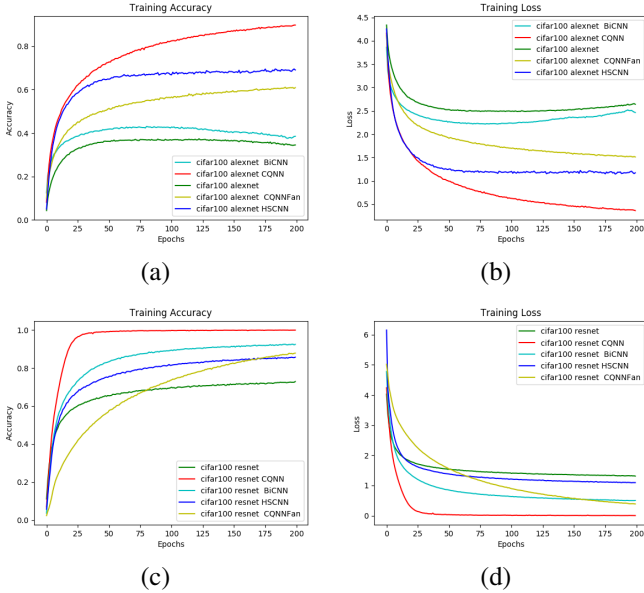 Training Accuracy
Accuracy
0.8
0.6
0.4
0.2
0.0
cifar100 alexnet BiCNN
cifar100 alexnet CQNN
cifar100 alexnet
cifar100 alexnet CQNNFan
cifar100 alexnet HSCNN
0 25 50 75 100 125 150 175 200
Epochs
(a)
Training Loss
Loss
4.5
4.0
3.5
3.0
2.5
2.0
1.5
1.0
0.5
cifar100 alexnet BiCNN
cifar100 alexnet CQNN
cifar100 alexnet
cifar100 alexnet CQNNFan
cifar100 alexnet HSCNN
0 25 50 75 100 125 150 175 200
Epochs
(b)
Training Accuracy
Accuracy
1.0
0.8
0.6
0.4
0.2
0.0
cifar100 resnet
cifar100 resnet CQNN
cifar100 resnet BiCNN
cifar100 resnet HSCNN
cifar100 resnet CQNNFan
0 25 50 75 100 125 150 175 200
Epochs
(c)
Training Loss
Loss
6
5
4
3
2
1
0
cifar100 resnet
cifar100 resnet CQNN
cifar100 resnet BiCNN
cifar100 resnet HSCNN
cifar100 resnet CQNNFan
0 25 50 75 100 125 150 175 200
Epochs
(d)